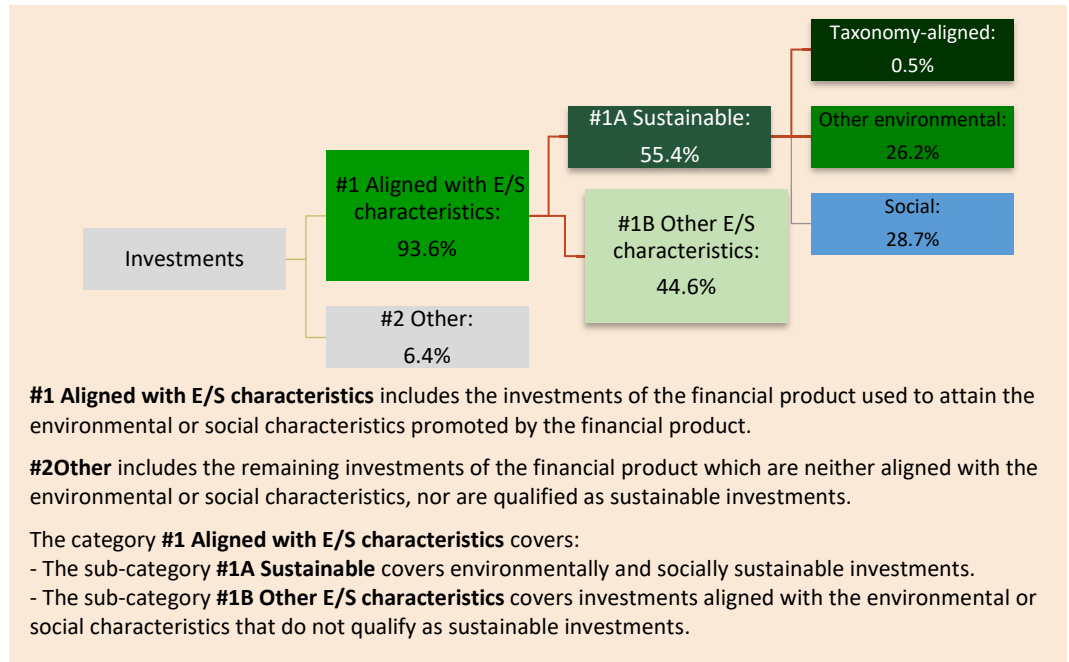 Investments
#1 Aligned with E/S
characteristics:
93.6%
#2 Other:
6.4%
#1A Sustainable:
55.4%
#1B Other E/S
characteristics:
44.6%
Taxonomy-aligned:
0.5%
Other environmental:
26.2%
Social:
28.7%
#1 Aligned with E/S characteristics includes the investments of the financial product used to attain the
environmental or social characteristics promoted by the financial product.
#2Other includes the remaining investments of the financial product which are neither aligned with the
environmental or social characteristics, nor are qualified as sustainable investments.
The category #1 Aligned with E/S characteristics covers:
- The sub-category #1A Sustainable covers environmentally and socially sustainable investments.
- The sub-category #1B Other E/S characteristics covers investments aligned with the environmental or
social characteristics that do not qualify as sustainable investments.